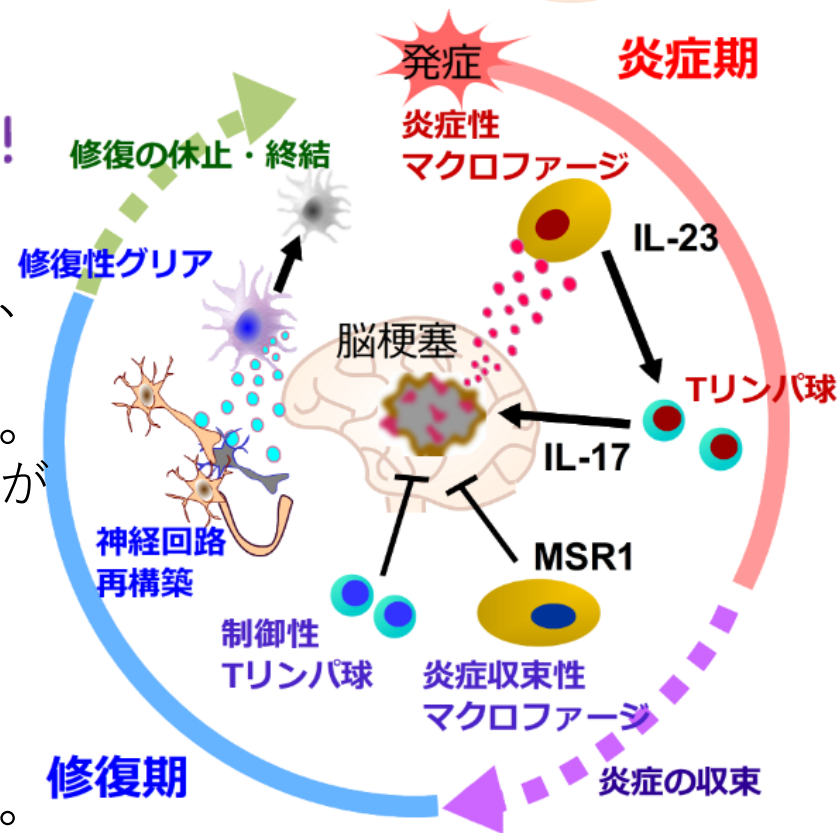 発症
炎症期
!
炎症性
マクロファージ
修復の休止・終結
IL-23
修復性グリア
、
脳梗塞
Tリンパ球
。
IL-17
が
神経回路
再構築
MSR1
制御性
Tリンパ球
炎症収束性
マクロファージ
修復期
炎症の収束
。